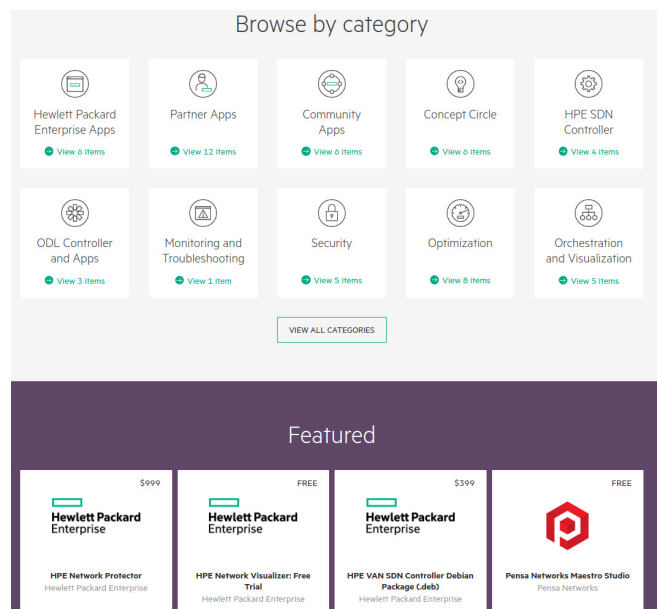 Browse by category
Hewlett Packard
Enterprise Apps
View 6 items
Partner Apps
View 12 items
Community
Apps
View 6 items
Concept Circle
View 6 items
HPE SDN
Controller
View 4 items
ODL Controller
and Apps
View 3 items
Monitoring and
Troubleshooting
View 1 item
Security
View 5 items
Optimization
View 8 items
Orchestration
and Visualization
View 5 items
VIEW ALL CATEGORIES
Featured
$999
Hewlett Packard
Enterprise
HPE Network Protector
Hewlett Packard Enterprise
FREE
Hewlett Packard
Enterprise
HPE Network Visualizer: Free
Trial
Hewlett Packard Enterprise
$399
Hewlett Packard
Enterprise
HPE VAN SDN Controller Debian
Package (.deb)
Hewlett Packard Enterprise
FREE
Pensa Networks Maestro Studio
Pensa Networks